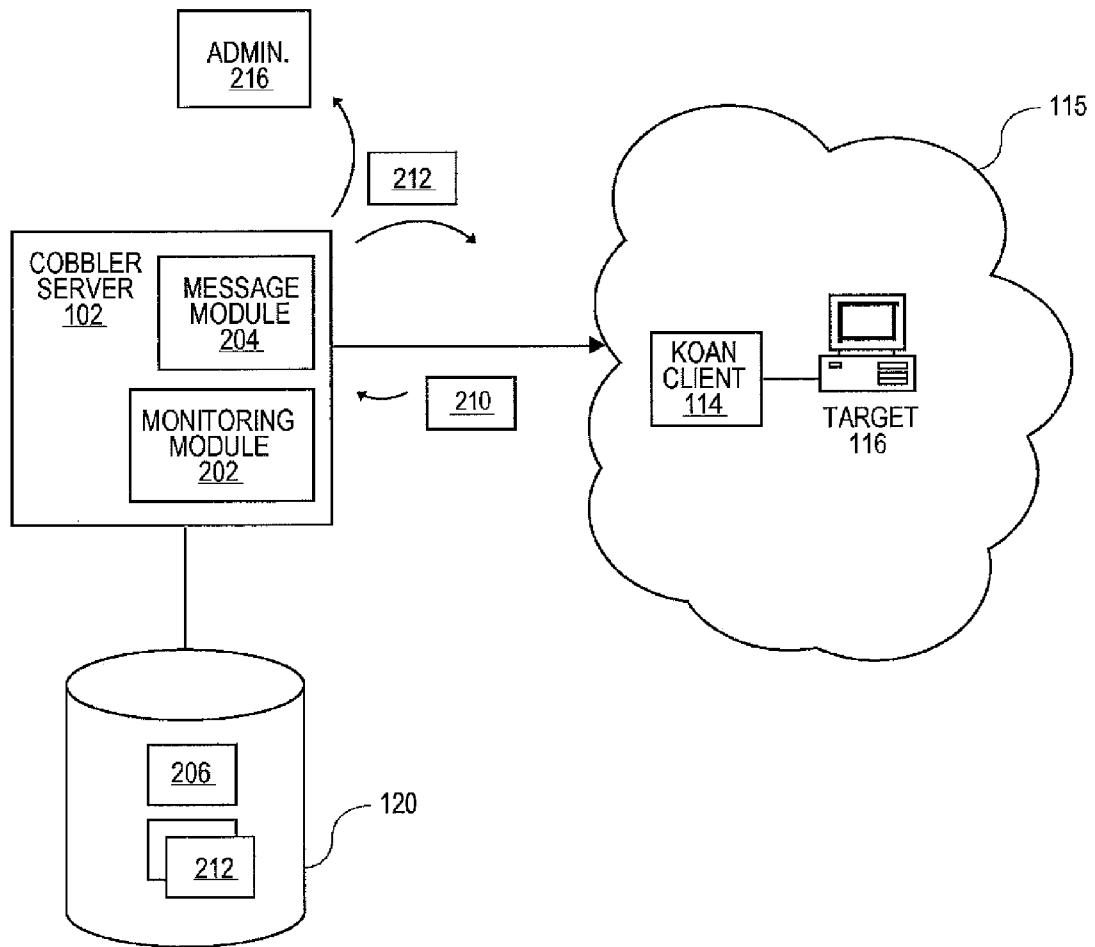 ADMIN.
216
115
212
COBBLER
SERVER
102
MESSAGE
MODULE
204
MONITORING
MODULE
202
210
KOAN
CLIENT
114
TARGET
116
206
212
120